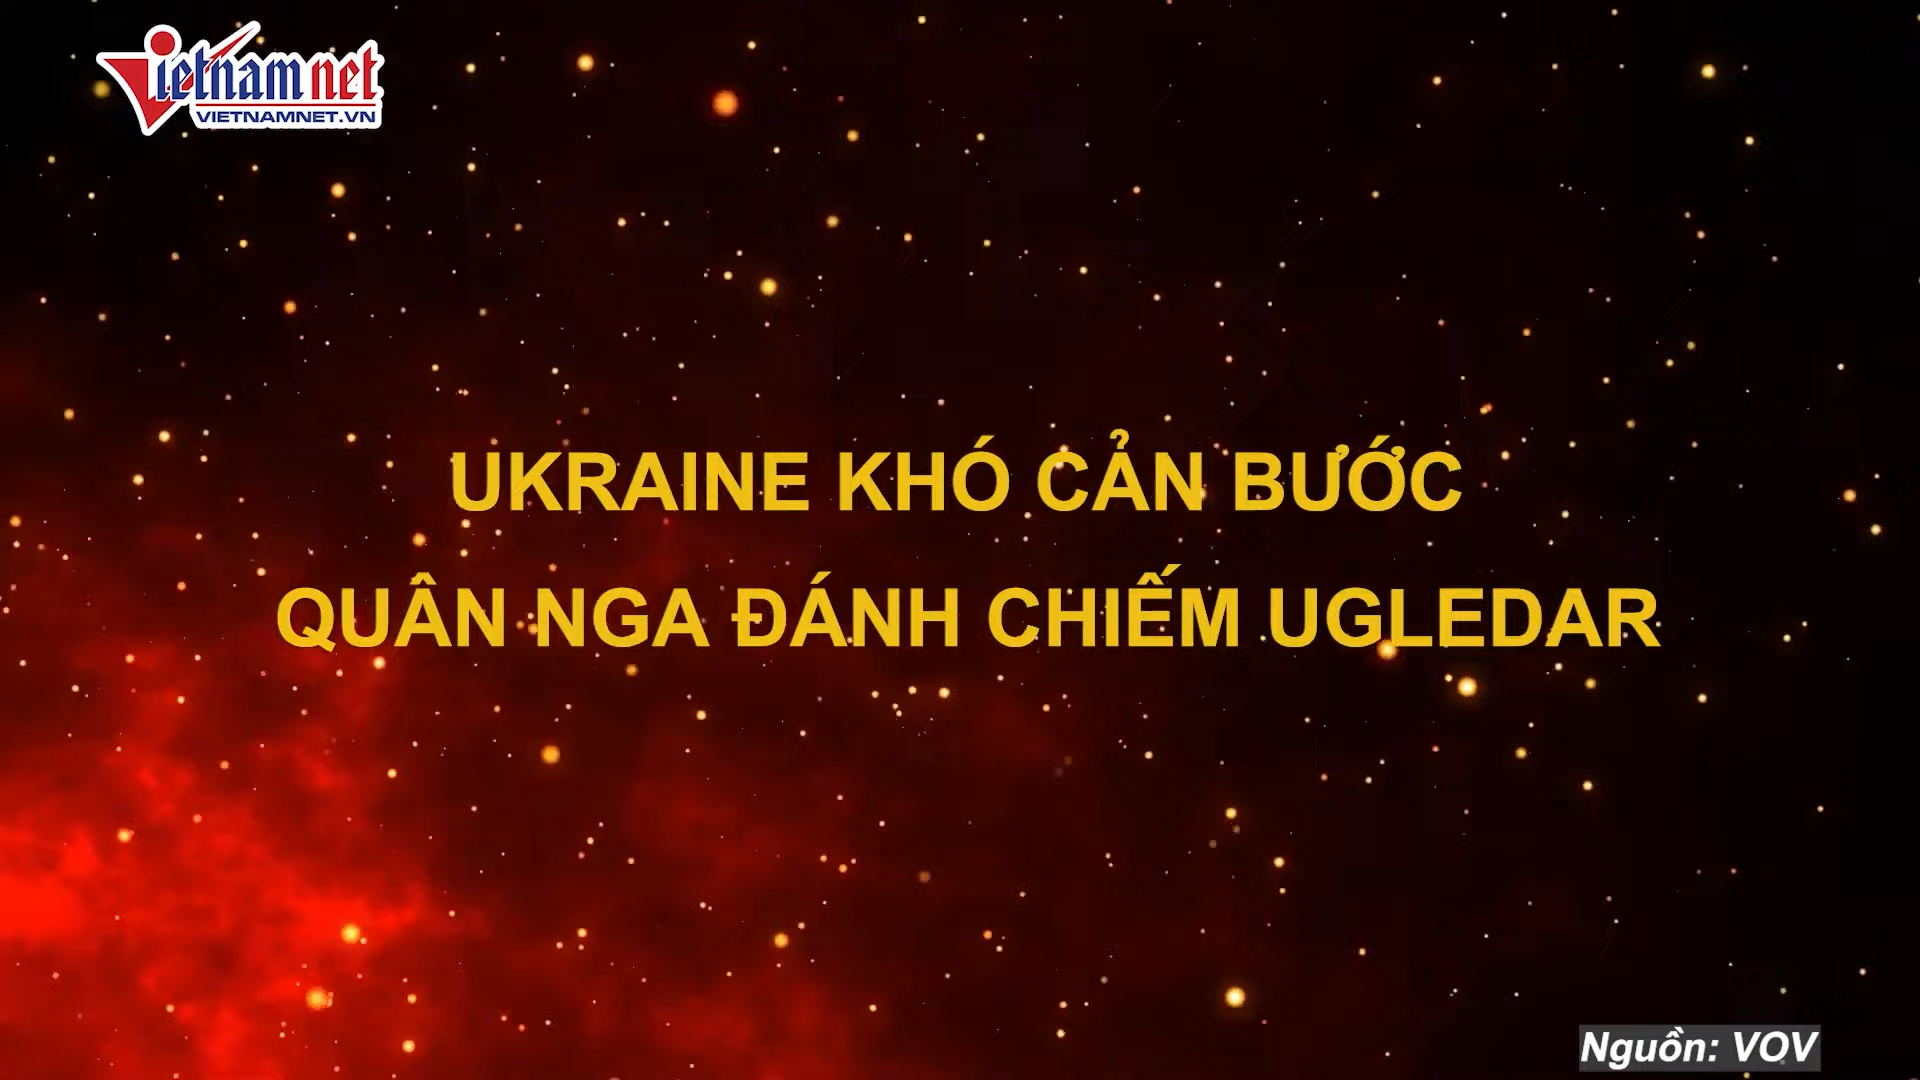 vietnamnet
VIETNAMNET.VN
UKRAINE KHÓ CẢN BƯỚC
QUÂN NGA ĐÁNH CHIẾM UGLEDAR
Nguồn: VOV